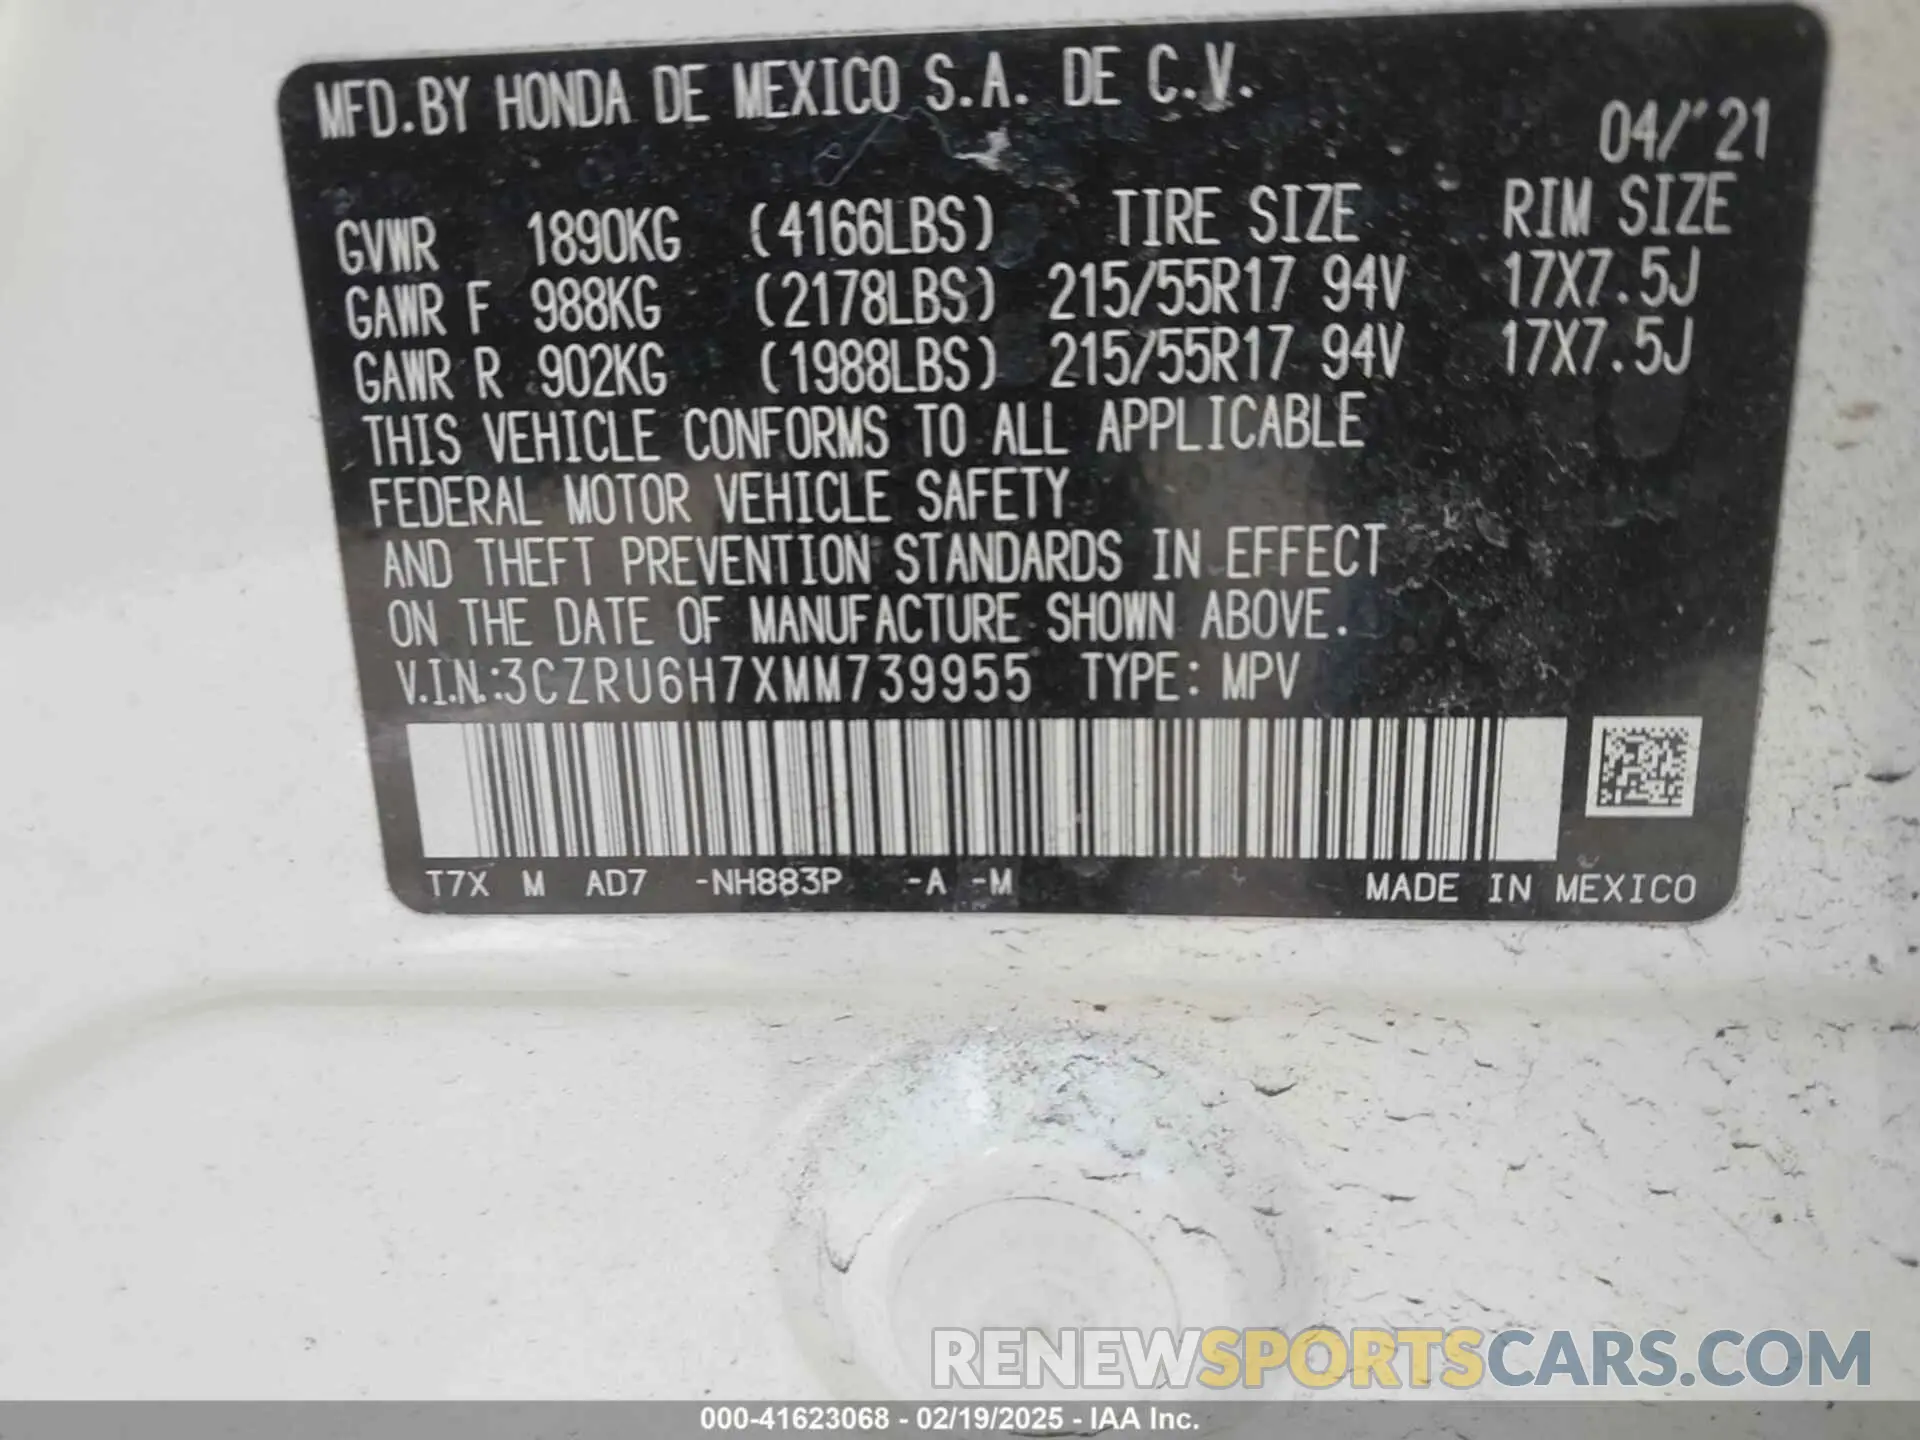 MFD.BY HONDA DE MEXICO S.A. DE C.V.
04/"21
GVWR 1890KG (4166LBS) TIRE SIZE RIM SIZE
GAWR F 988KG (2178LBS) 215/55R17 94V 17X7.5J
GAWR R 902KG (1988LBS) 215/55R17 94V 17X7.5J
THIS VEHICLE CONFORMS TO ALL APPLICABLE
FEDERAL MOTOR VEHICLE SAFETY
AND THEFT PREVENTION STANDARDS IN EFFECT
ON THE DATE OF MANUFACTURE SHOWN ABOVE.
V.I.N.:3CZRU6H7XMM739955 TYPE: MPV
T7X M AD7 -NH883P -A -M MADE IN MEXICO
RENEWSPORTSCARS.COM
000-41623068 - 02/19/2025 - IAA Inc.